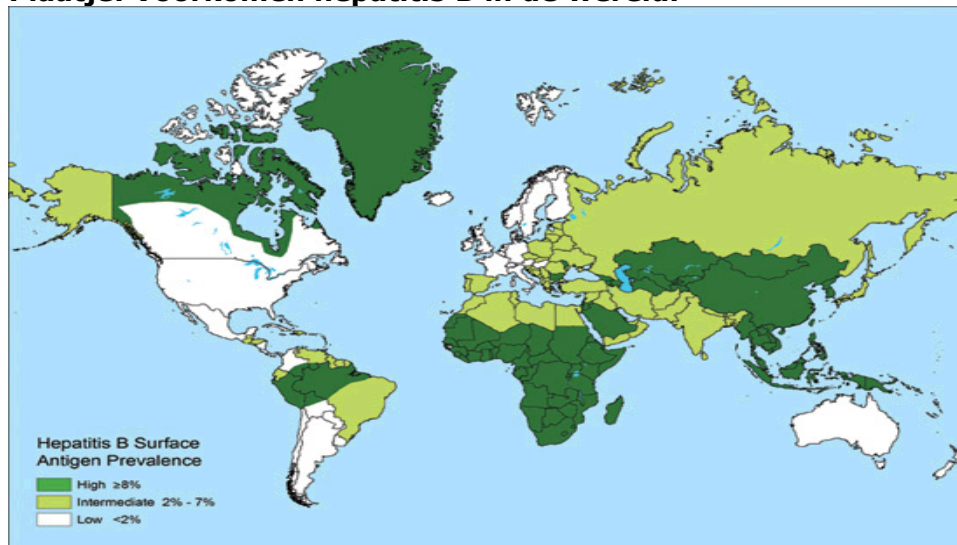 Hepatitis B Surface
Antigen Prevalence
High ≥8%
Intermediate 2% - 7%
Low <2%